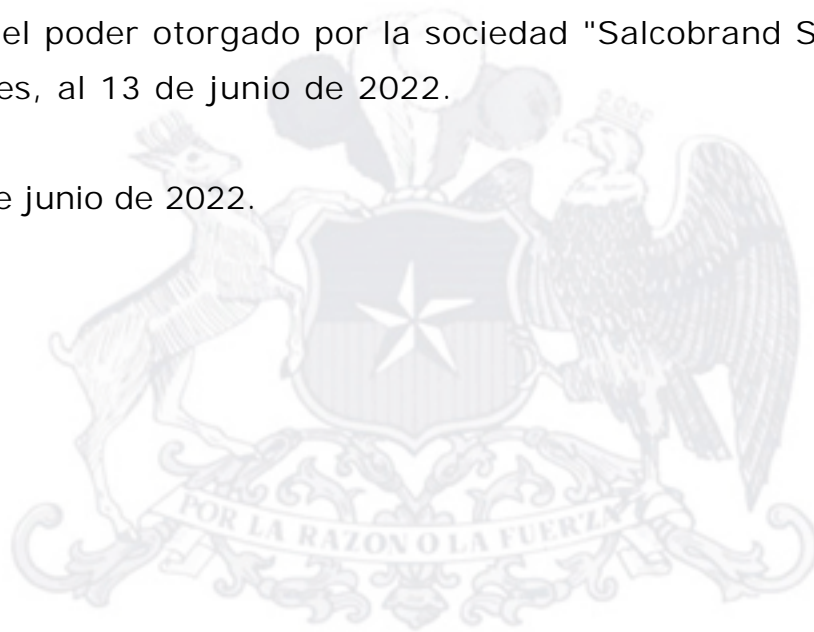 el poder otorgado por la sociedad "Salcobrand S
es, al 13 de junio de 2022.
e junio de 2022.
POR LA RAZON O LA FUERZA